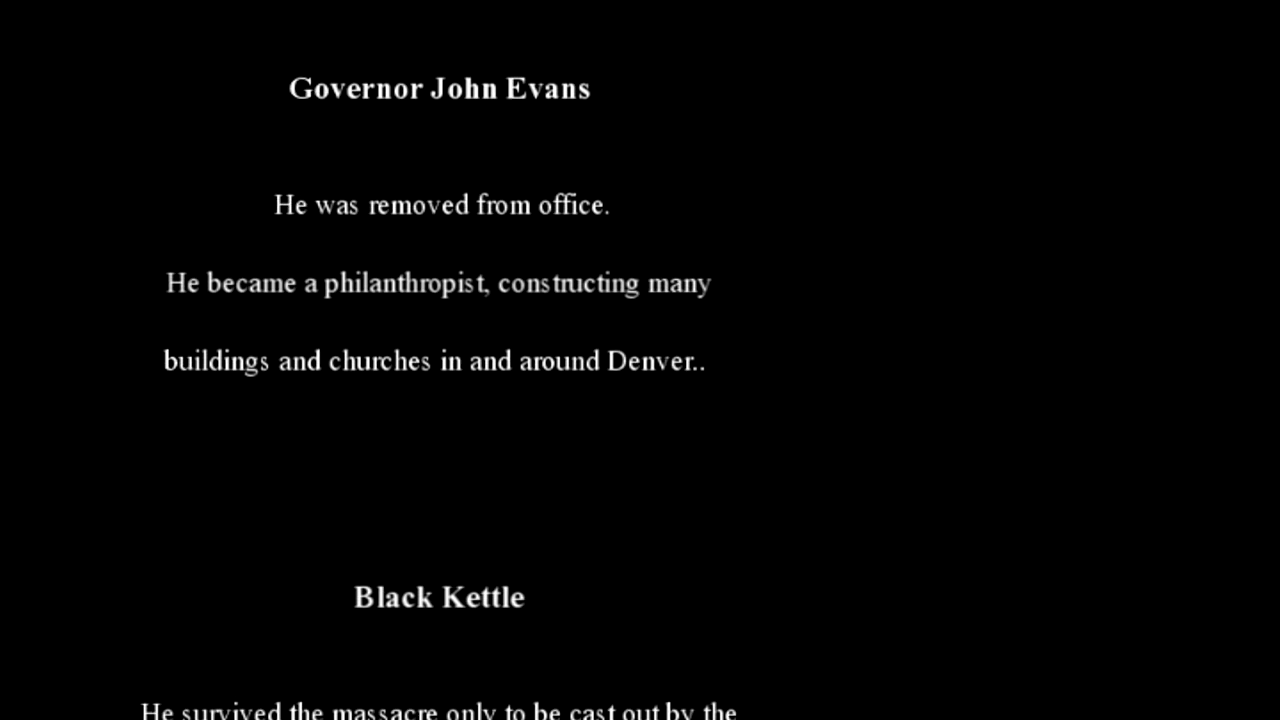 Governor John Evans
He was removed from office.
He became a philanthropist, constructing many
buildings and churches in and around Denver..
Black Kettle
He survived the massacre only to be cast out by the